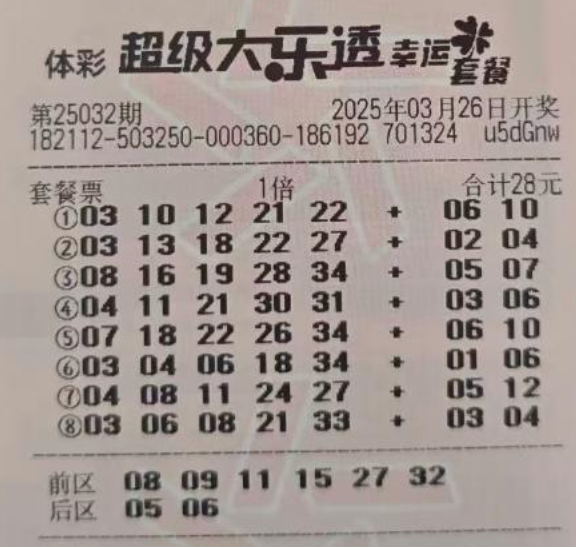 体彩 超级大乐透 幸运套餐
第25032期 2025年03月26日开奖
182112-503250-000360-186192 701324 u5dGnw
套餐票 1倍 合计28元
①03 10 12 21 22 + 06 10
②03 13 18 22 27 + 02 04
③08 16 19 28 34 + 05 07
④04 11 21 30 31 + 03 06
⑤07 18 22 26 34 + 06 10
⑥03 04 06 18 34 + 01 06
⑦04 08 11 24 27 + 05 12
⑧03 06 08 21 33 + 03 04
前区 08 09 11 15 27 32
后区 05 06